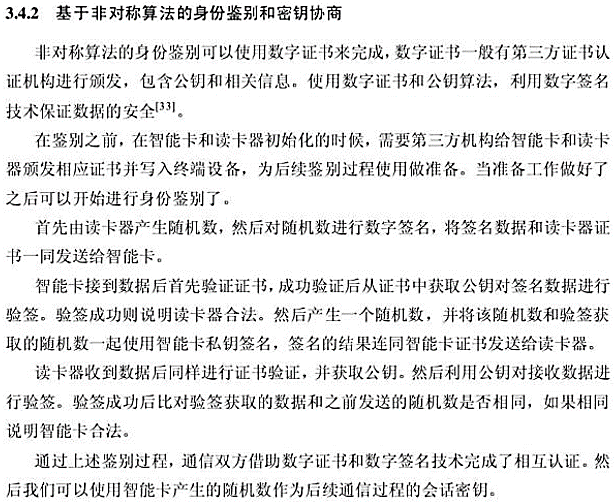 3.4.2 基于非对称算法的身份鉴别和密钥协商
非对称算法的身份鉴别可以使用数字证书来完成，数字证书一般有第三方证书认
证机构进行颁发，包含公钥和相关信息。使用数字证书和公钥算法，利用数字签名
技术保证数据的安全[33]。
在鉴别之前，在智能卡和读卡器初始化的时候，需要第三方机构给智能卡和读卡
器颁发相应证书并写入终端设备，为后续鉴别过程使用做准备。当准备工作做好了
之后可以开始进行身份鉴别了。
首先由读卡器产生随机数，然后对随机数进行数字签名，将签名数据和读卡器证
书一同发送给智能卡。
智能卡接到数据后首先验证证书，成功验证后从证书中获取公钥对签名数据进行
验签。验签成功则说明读卡器合法。然后产生一个随机数，并将该随机数和验签获
取的随机数一起使用智能卡私钥签名，签名的结果连同智能卡证书发送给读卡器。
读卡器收到数据后同样进行证书验证，并获取公钥。然后利用公钥对接收数据进
行验签。验签成功后比对验签获取的数据和之前发送的随机数是否相同，如果相同
说明智能卡合法。
通过上述鉴别过程，通信双方借助数字证书和数字签名技术完成了相互认证。然
后我们可以使用智能卡产生的随机数作为后续通信过程的会话密钥。